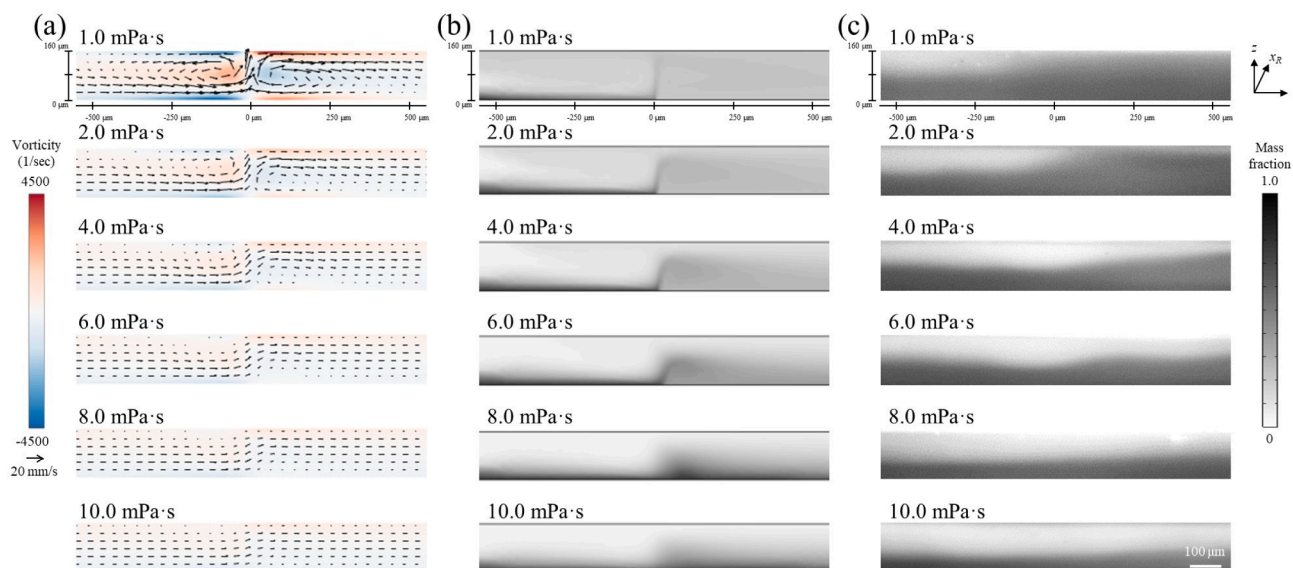 (a)
(b)
(c)
1.0 mPa·s
1.0 mPa·s
1.0 mPa·s
160 μm
0 μm
160 μm
0 μm
160 μm
0 μm
z
x_R
-500 μm -250 μm 0 μm 250 μm 500 μm
-500 μm -250 μm 0 μm 250 μm 500 μm
-500 μm -250 μm 0 μm 250 μm 500 μm
2.0 mPa·s
2.0 mPa·s
2.0 mPa·s
Vorticity
(1/sec)
4500
-4500
20 mm/s
Mass
fraction
1.0
0
4.0 mPa·s
4.0 mPa·s
4.0 mPa·s
6.0 mPa·s
6.0 mPa·s
6.0 mPa·s
8.0 mPa·s
8.0 mPa·s
8.0 mPa·s
10.0 mPa·s
10.0 mPa·s
10.0 mPa·s
100 μm